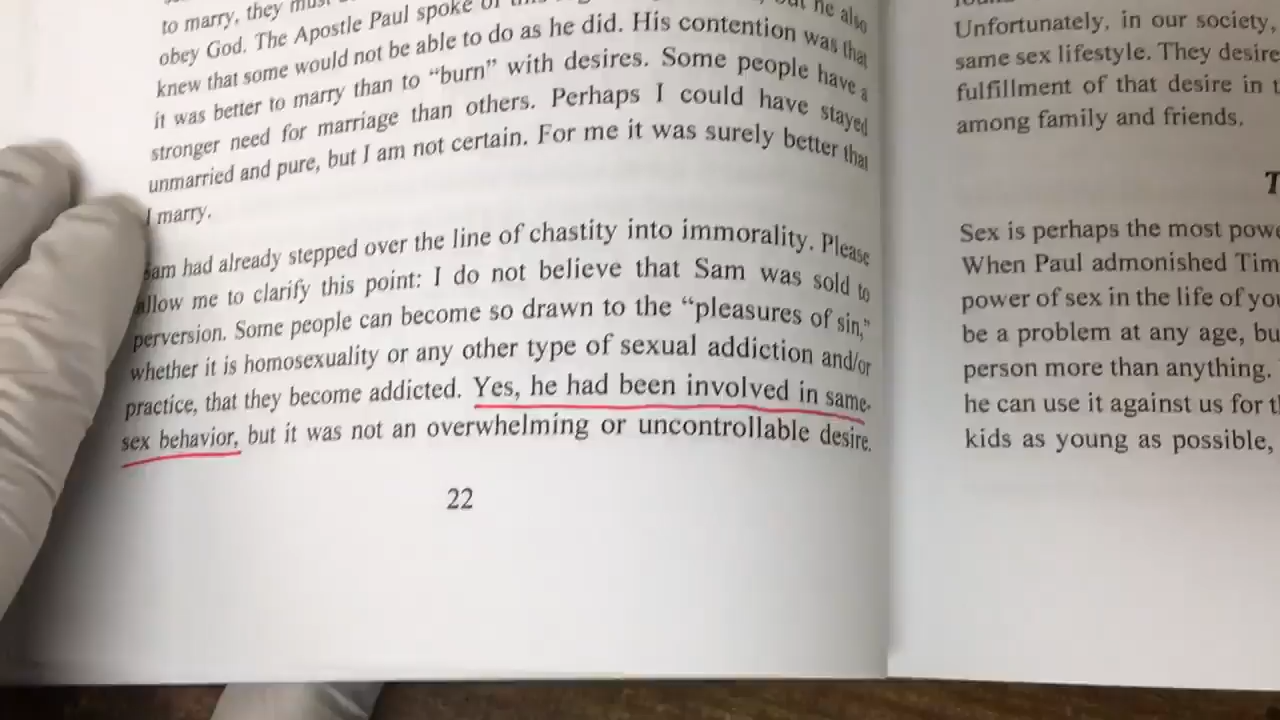 to marry, they must
obey God. The Apostle Paul spoke of this he also
knew that some would not be able to do as he did. His contention was that
it was better to marry than to “burn” with desires. Some people have a
stronger need for marriage than others. Perhaps I could have stayed
unmarried and pure, but I am not certain. For me it was surely better that
I marry.
Sam had already stepped over the line of chastity into immorality. Please
allow me to clarify this point: I do not believe that Sam was sold to
perversion. Some people can become so drawn to the “pleasures of sin,”
whether it is homosexuality or any other type of sexual addiction and/or
practice, that they become addicted. Yes, he had been involved in same-
sex behavior, but it was not an overwhelming or uncontrollable desire.
22
Unfortunately, in our society,
same sex lifestyle. They desire
fulfillment of that desire in
among family and friends.
T
Sex is perhaps the most powe
When Paul admonished Tim
power of sex in the life of you
be a problem at any age, bu
person more than anything.
he can use it against us for th
kids as young as possible,